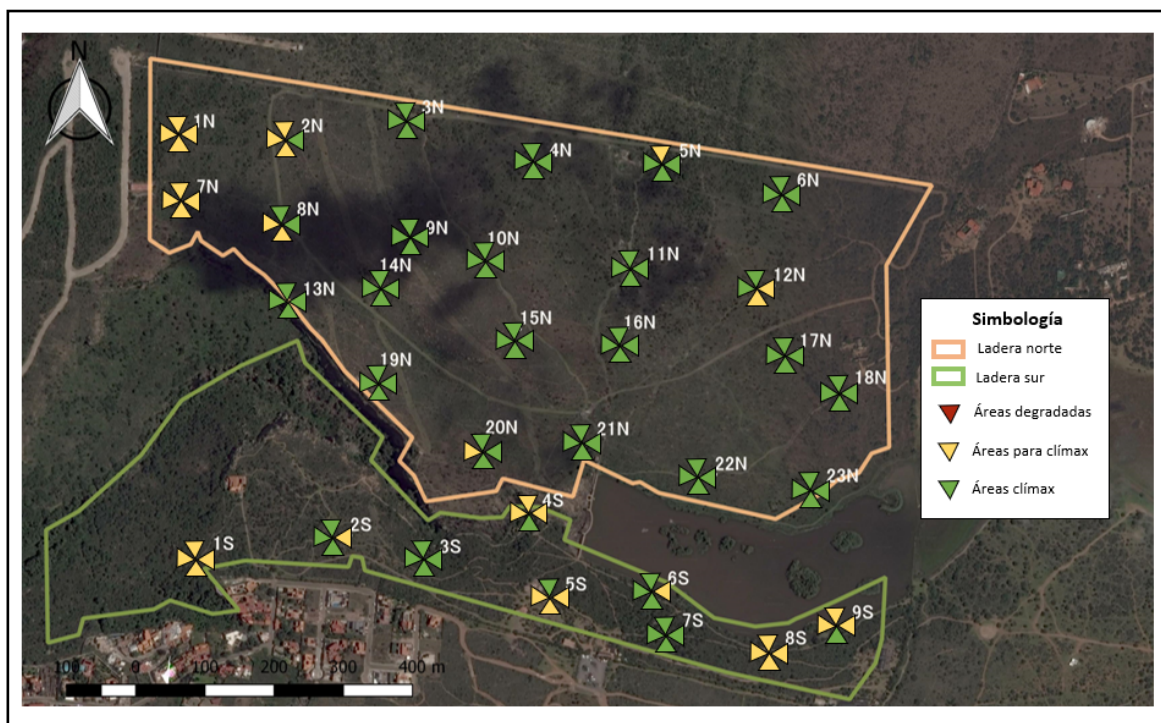 N
3N
1N
2N
4N
5N
6N
7N
8N
9N
10N
11N
12N
14N
13N
15N
16N
17N
18N
19N
20N
21N
22N
23N
4S
2S
1S
3S
5S
6S
7S
8S
9S
Simbología
Ladera norte
Ladera sur
Áreas degradadas
Áreas para clímax
Áreas clímax
100 0 100 200 300 400 m